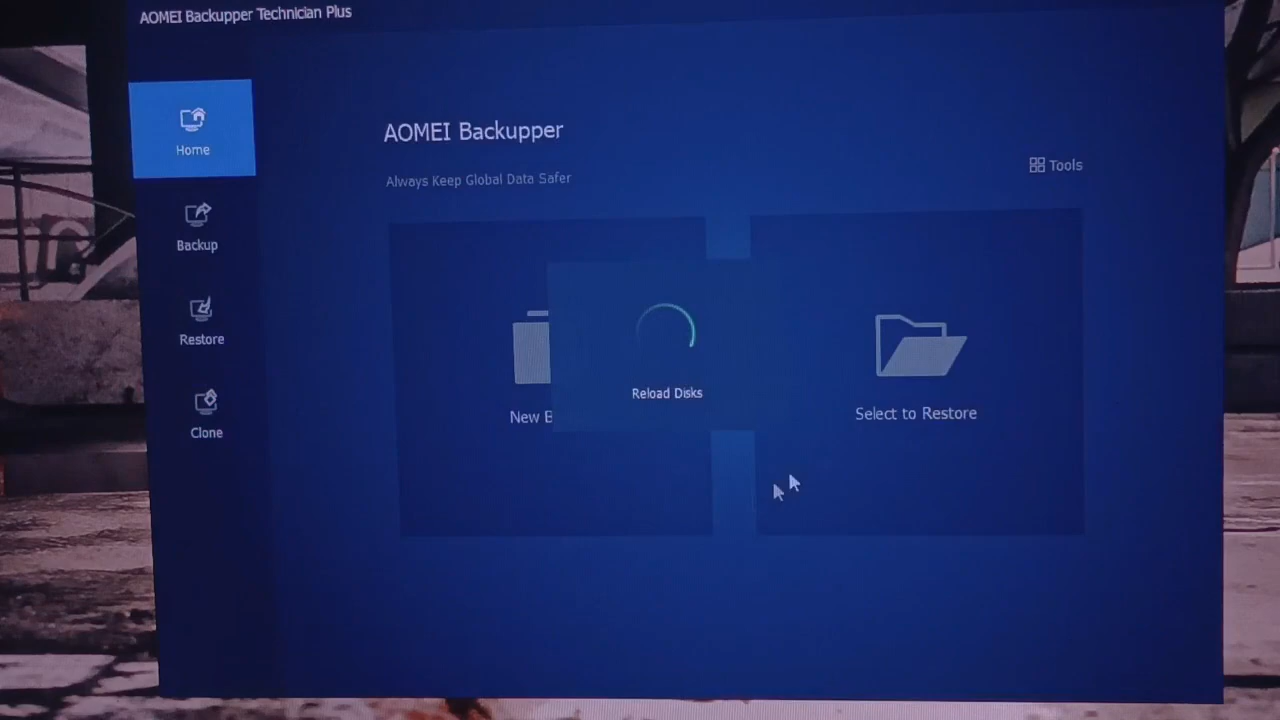 AOMEI Backupper Technician Plus
Home
Backup
Restore
Clone
AOMEI Backupper
Always Keep Global Data Safer
Tools
New B
Reload Disks
Select to Restore